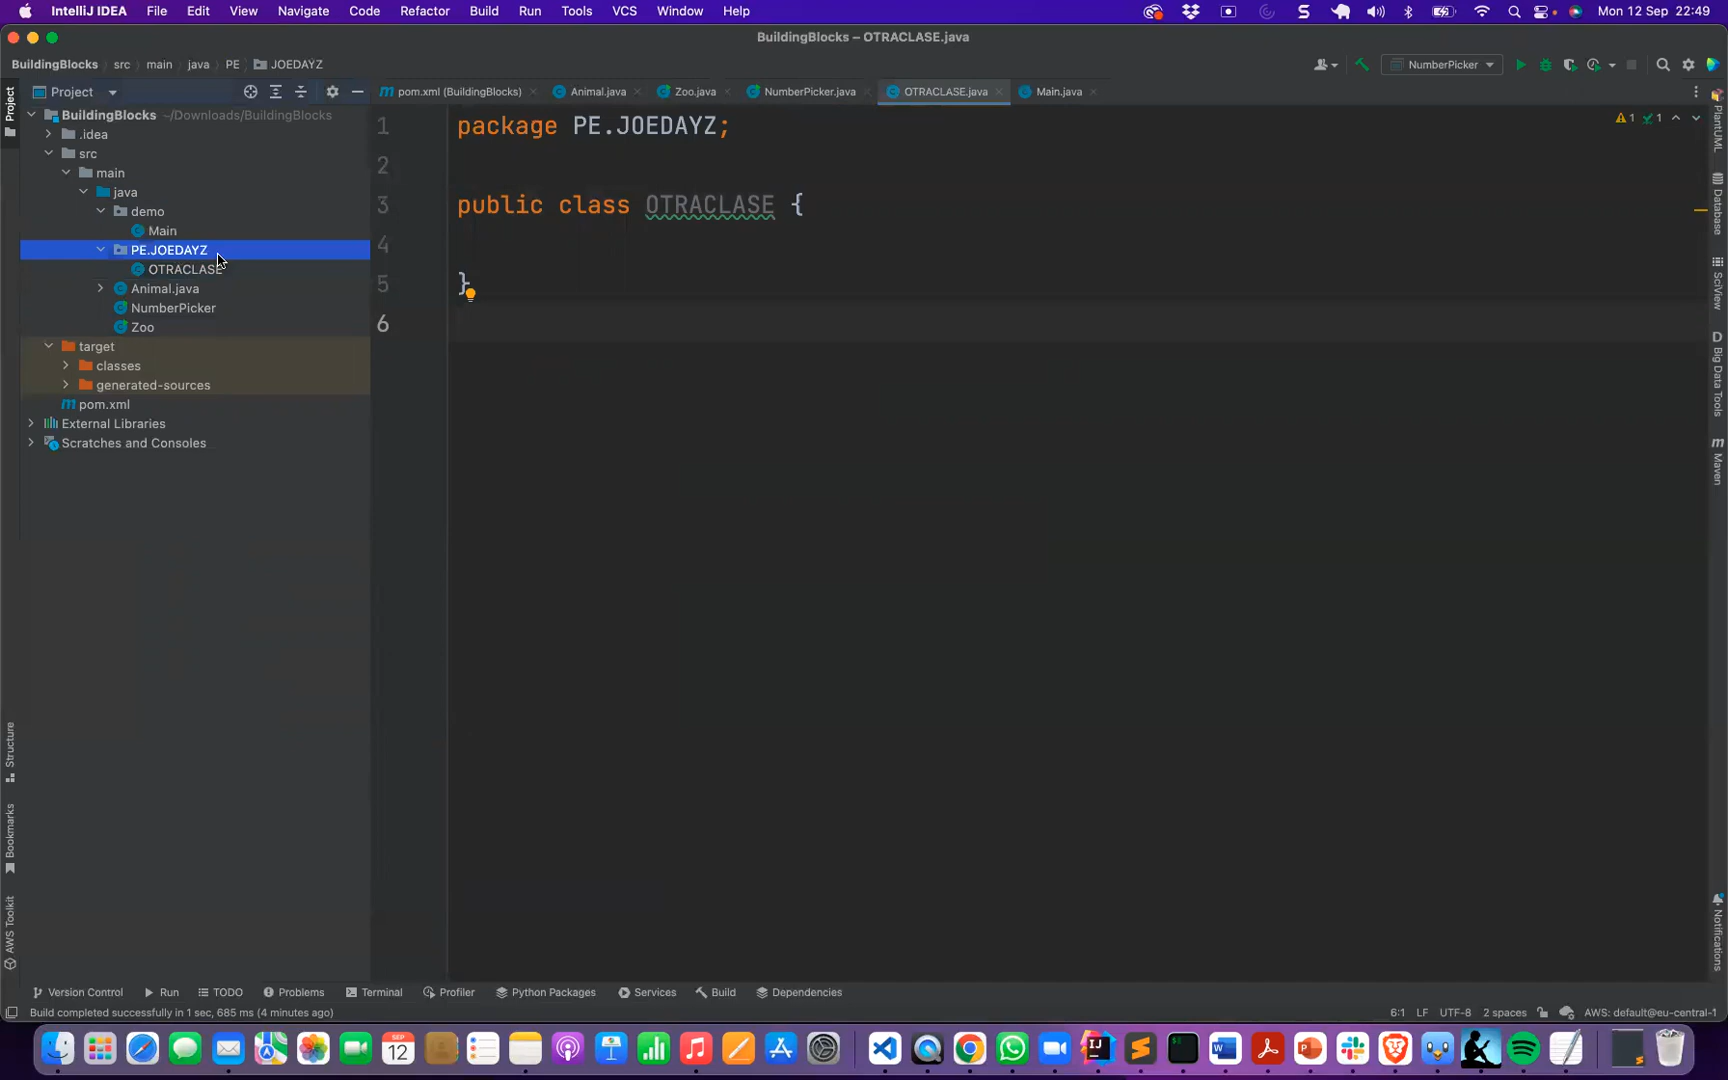 IntelliJ IDEA File Edit View Navigate Code Refactor Build Run Tools VCS Window Help Mon 12 Sep 22:49
BuildingBlocks – OTRACLASE.java
BuildingBlocks src main java PE JOEDAYZ NumberPicker
Project pom.xml (BuildingBlocks) Animal.java Zoo.java NumberPicker.java OTRACLASE.java Main.java
BuildingBlocks ~/Downloads/BuildingBlocks
.idea
src
main
java
demo
Main
PE.JOEDAYZ
OTRACLASE
Animal.java
NumberPicker
Zoo
target
classes
generated-sources
pom.xml
External Libraries
Scratches and Consoles
1 package PE.JOEDAYZ;
2
3 public class OTRACLASE {
4
5 }
6
1 1
Project
Structure
Bookmarks
AWS Toolkit
PlantUML
Database
SciView
D Big Data Tools
m Maven
Notifications
Version Control Run TODO Problems Terminal Profiler Python Packages Services Build Dependencies
Build completed successfully in 1 sec, 685 ms (4 minutes ago) 6:1 LF UTF-8 2 spaces AWS: default@eu-central-1
SEP
12